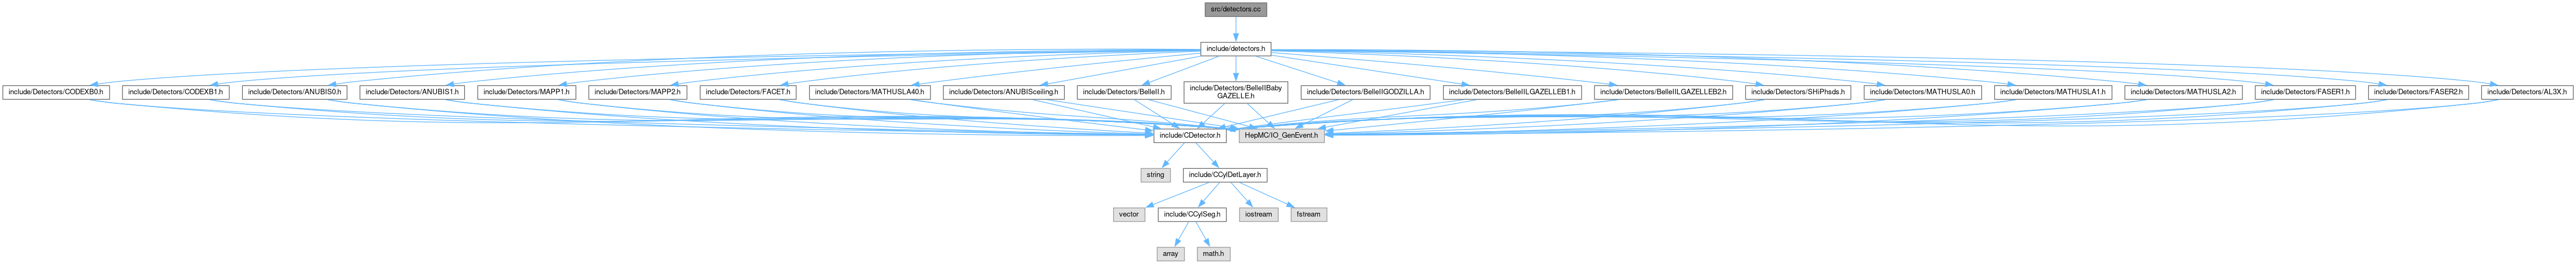 src/detectors.cc
include/detectors.h
include/Detectors/CODEXB0.h
include/Detectors/CODEXB1.h
include/Detectors/ANUBIS0.h
include/Detectors/ANUBIS1.h
include/Detectors/MAPP1.h
include/Detectors/MAPP2.h
include/Detectors/FACET.h
include/Detectors/MATHUSLA40.h
include/Detectors/ANUBISceiling.h
include/Detectors/BelleII.h
include/Detectors/BelleIIBaby
GAZELLE.h
include/Detectors/BelleIIGODZILLA.h
include/Detectors/BelleIILGAZELLEB1.h
include/Detectors/BelleIILGAZELLEB2.h
include/Detectors/SHiPhsds.h
include/Detectors/MATHUSLA0.h
include/Detectors/MATHUSLA1.h
include/Detectors/MATHUSLA2.h
include/Detectors/FASER1.h
include/Detectors/FASER2.h
include/Detectors/AL3X.h
include/CDetector.h
HepMC/IO_GenEvent.h
string
include/CCylDetLayer.h
vector
include/CCylSeg.h
iostream
fstream
array
math.h